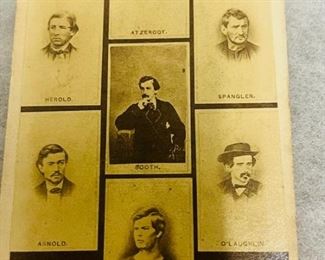 ATZERODT.
HEROLD.
SPANGLER.
BOOTH.
ARNOLD.
O'LAUGHLIN.